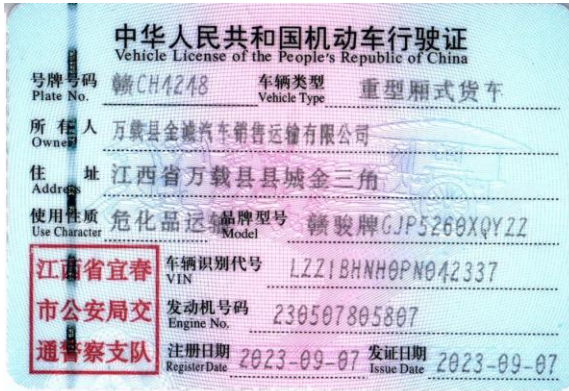 中华人民共和国机动车行驶证
Vehicle License of the People's Republic of China
号牌号码 赣CH4248 车辆类型 重型厢式货车
Plate No. Vehicle Type
所有人 万载县金诚汽车销售运输有限公司
Owner
住址 江西省万载县县城金三角
Address
使用性质 危化品运输 品牌型号 赣骏牌GJP5260XQYZZ
Use Character Model
江西省宜春 车辆识别代号 LZZ1BHNH0PN042337
VIN
市公安局交 发动机号码 230507805807
Engine No.
通警察支队 注册日期 2023-09-07 发证日期 2023-09-07
Register Date Issue Date